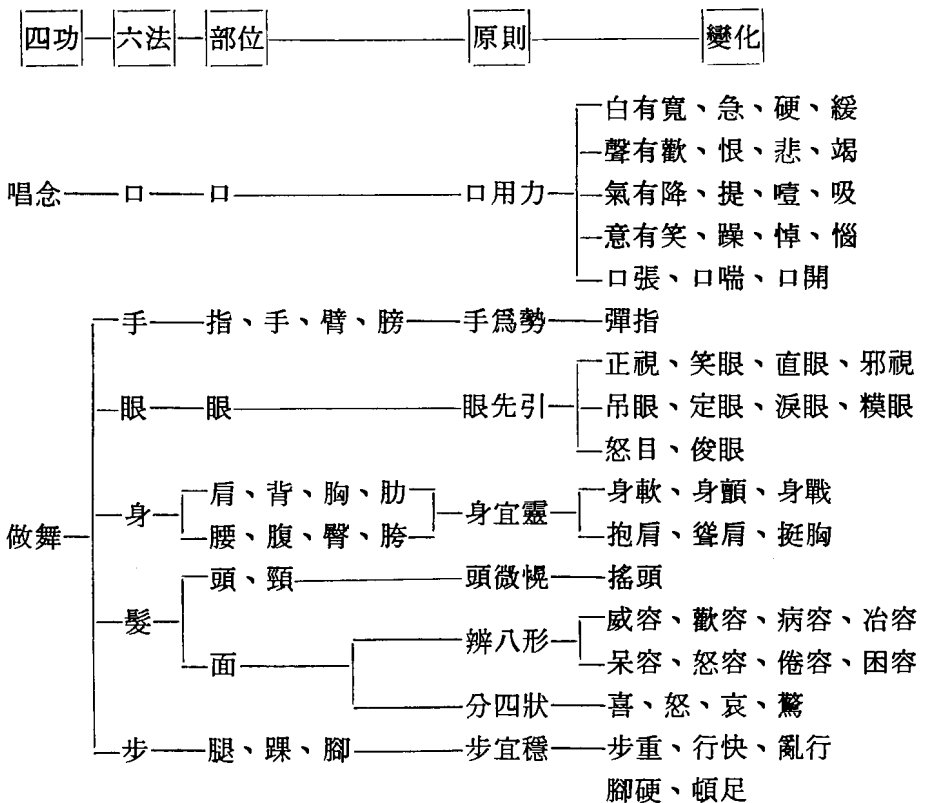 四功 六法 部位 原則 變化
白有寬、急、硬、緩
聲有歡、恨、悲、竭
唱念 口 口 口用力 氣有降、提、噎、吸
意有笑、躁、悼、惱
口張、口喘、口開
手 指、手、臂、膀 手爲勢 彈指
正視、笑眼、直眼、邪視
眼 眼 眼先引 吊眼、定眼、淚眼、糢眼
怒目、俊眼
肩、背、胸、肋 身軟、身顫、身戰
做舞 身 身宜靈
腰、腹、臀、胯 抱肩、聳肩、挺胸
頭、頸 頭微幌 搖頭
髮 辨八形 威容、歡容、病容、冶容
面 呆容、怒容、倦容、困容
分四狀 喜、怒、哀、驚
步 腿、踝、腳 步宜穩 步重、行快、亂行
腳硬、頓足